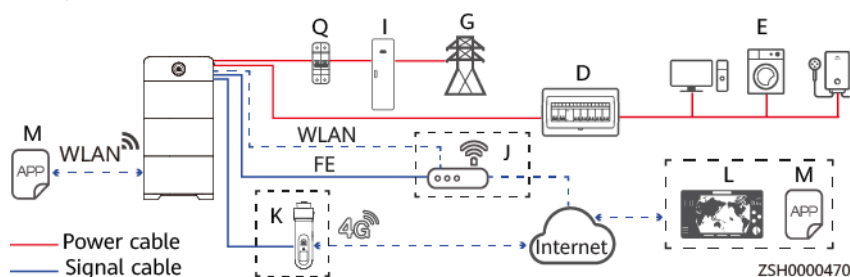 Q
I
G
D
E
M
WLAN
APP
WLAN
FE
J
K
4G
L
M
APP
Internet
Power cable
Signal cable
ZSH0000470